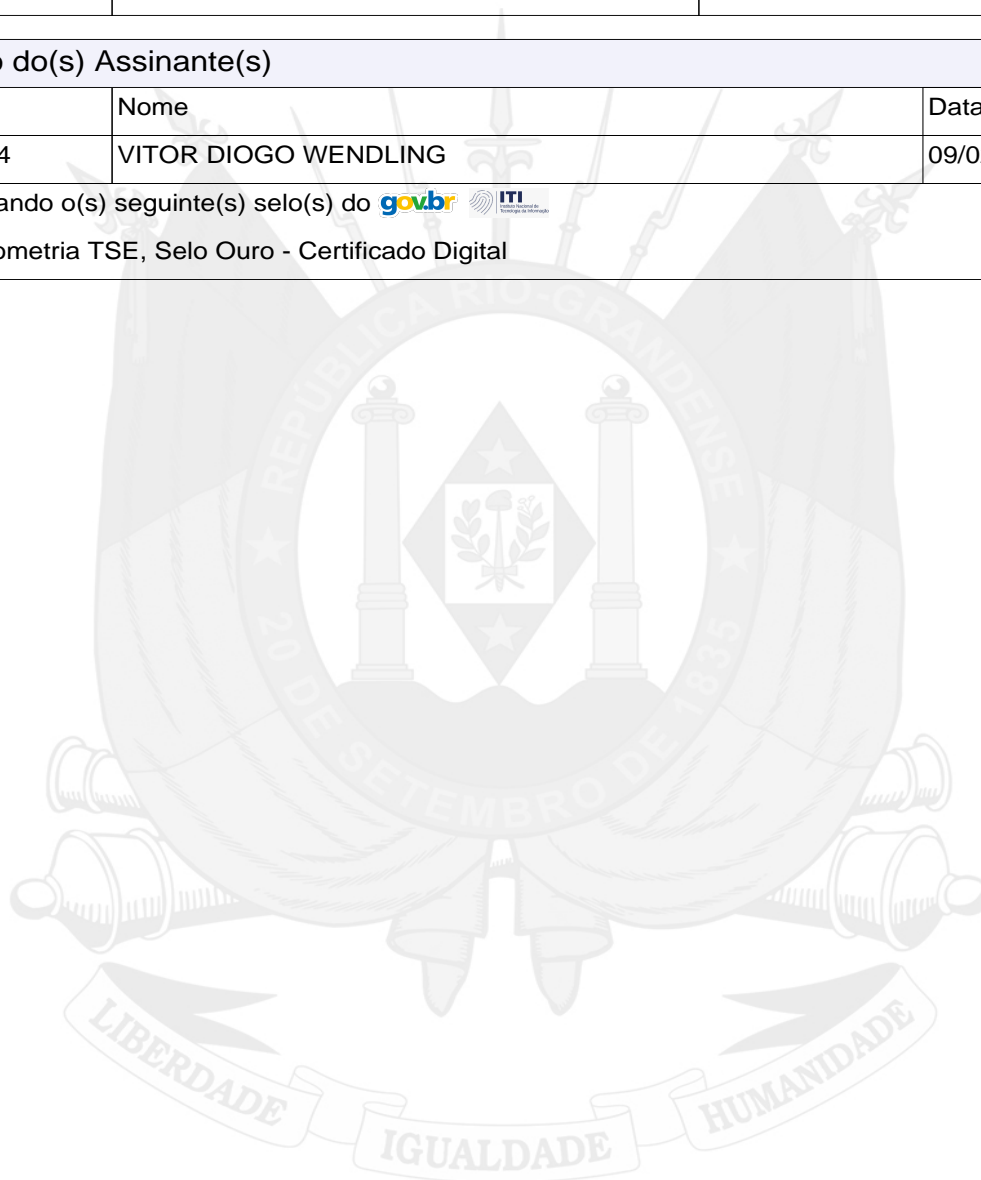 o do(s) Assinante(s)
Nome
Data
4
VITOR DIOGO WENDLING
09/0
ando o(s) seguinte(s) selo(s) do gov.br ITI
ometria TSE, Selo Ouro - Certificado Digital
REPÚBLICA RIO-GRANDENSE
20 DE SETEMBRO DE 1835
LIBERDADE
IGUALDADE
HUMANIDADE